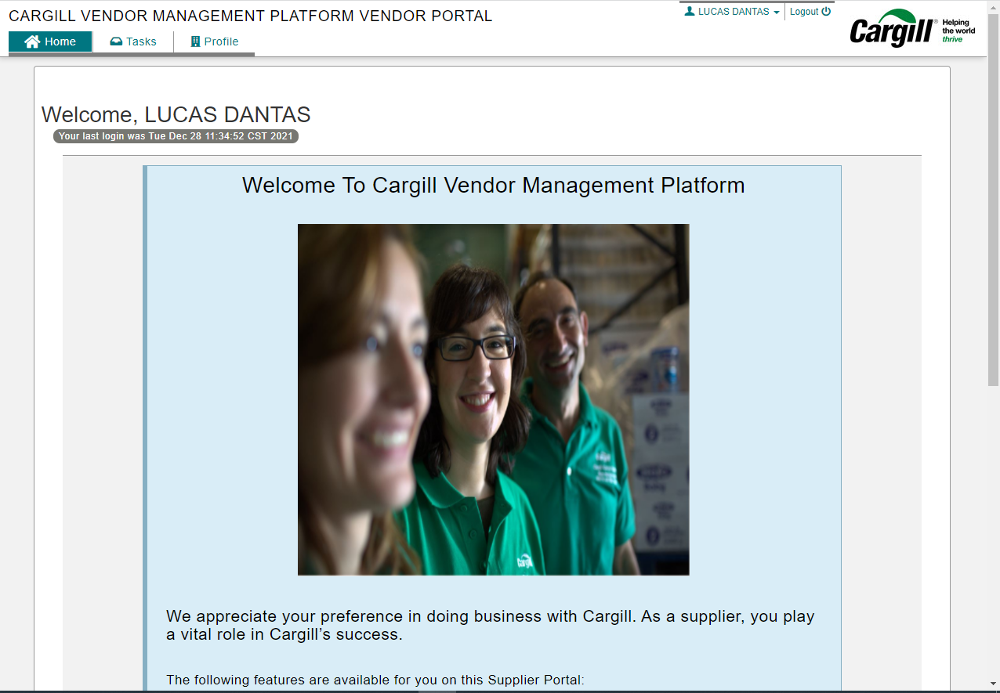 CARGILL VENDOR MANAGEMENT PLATFORM VENDOR PORTAL
LUCAS DANTAS
Logout
Cargill®
Helping
the world
thrive
Home
Tasks
Profile
Welcome, LUCAS DANTAS
Your last login was Tue Dec 28 11:34:52 CST 2021
Welcome To Cargill Vendor Management Platform
Cargill
We appreciate your preference in doing business with Cargill. As a supplier, you play
a vital role in Cargill’s success.
The following features are available for you on this Supplier Portal: